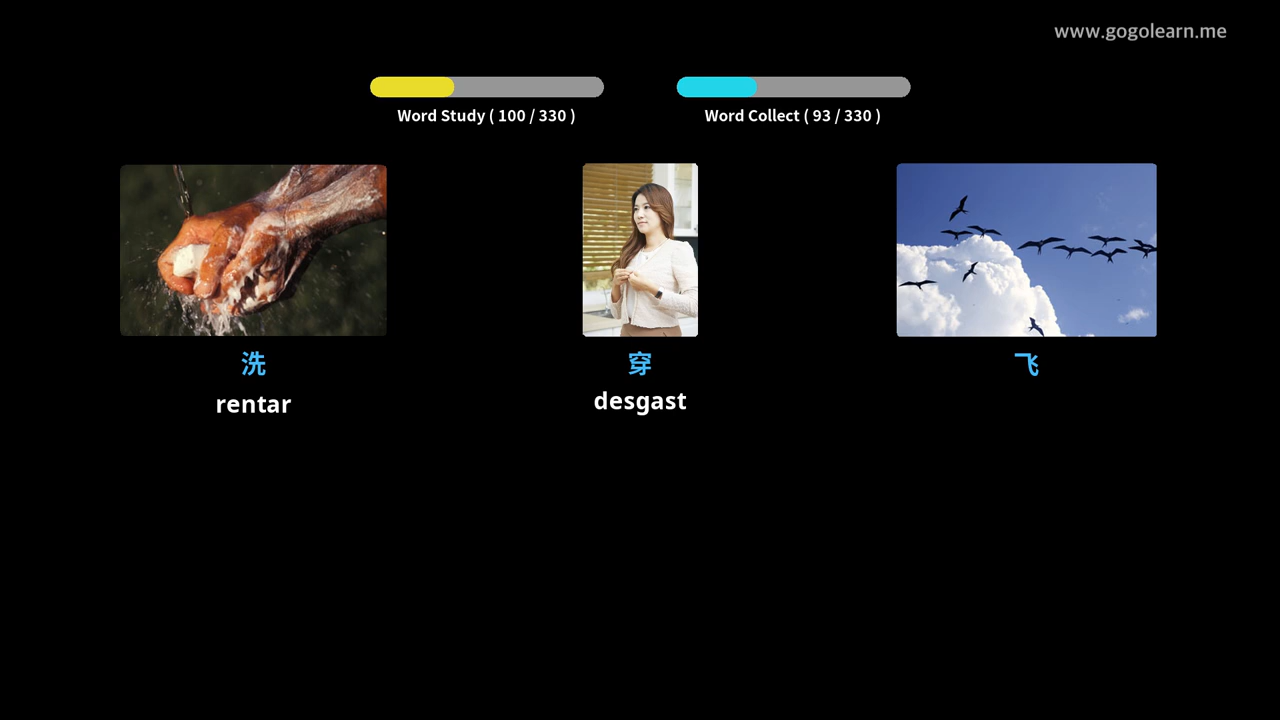 www.gogolearn.me
Word Study ( 100 / 330 )
Word Collect ( 93 / 330 )
洗
穿
飞
rentar
desgast